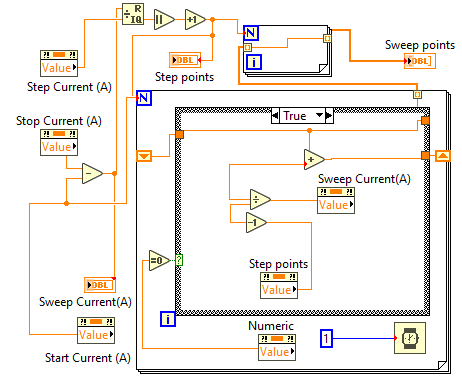 R
IQ
+1
N
i
DBL
Step points
DBL
Sweep points
Value
Step Current (A)
N
True
Stop Current (A)
Value
+
-
Sweep Current(A)
÷
Value
-1
=0
?
Step points
Value
DBL
Sweep Current(A)
i
Numeric
Value
Value
1
Start Current (A)